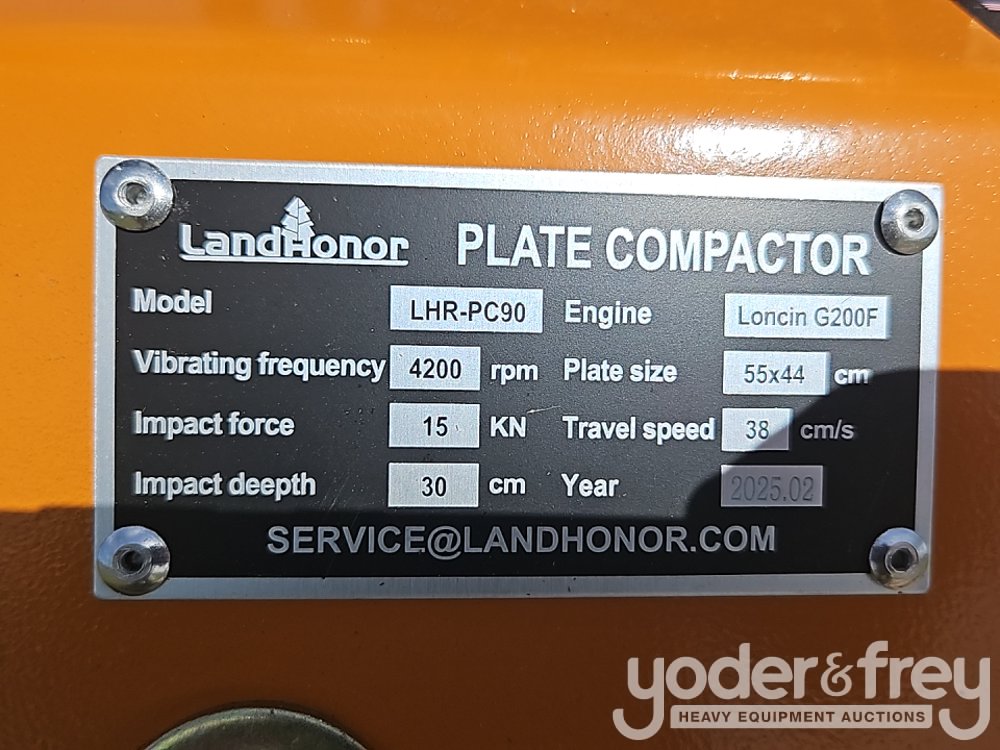 LandHonor PLATE COMPACTOR
Model LHR-PC90 Engine Loncin G200F
Vibrating frequency 4200 rpm Plate size 55x44 cm
Impact force 15 KN Travel speed 38 cm/s
Impact deepth 30 cm Year 2025.02
SERVICE@LANDHONOR.COM
yoder&frey
HEAVY EQUIPMENT AUCTIONS